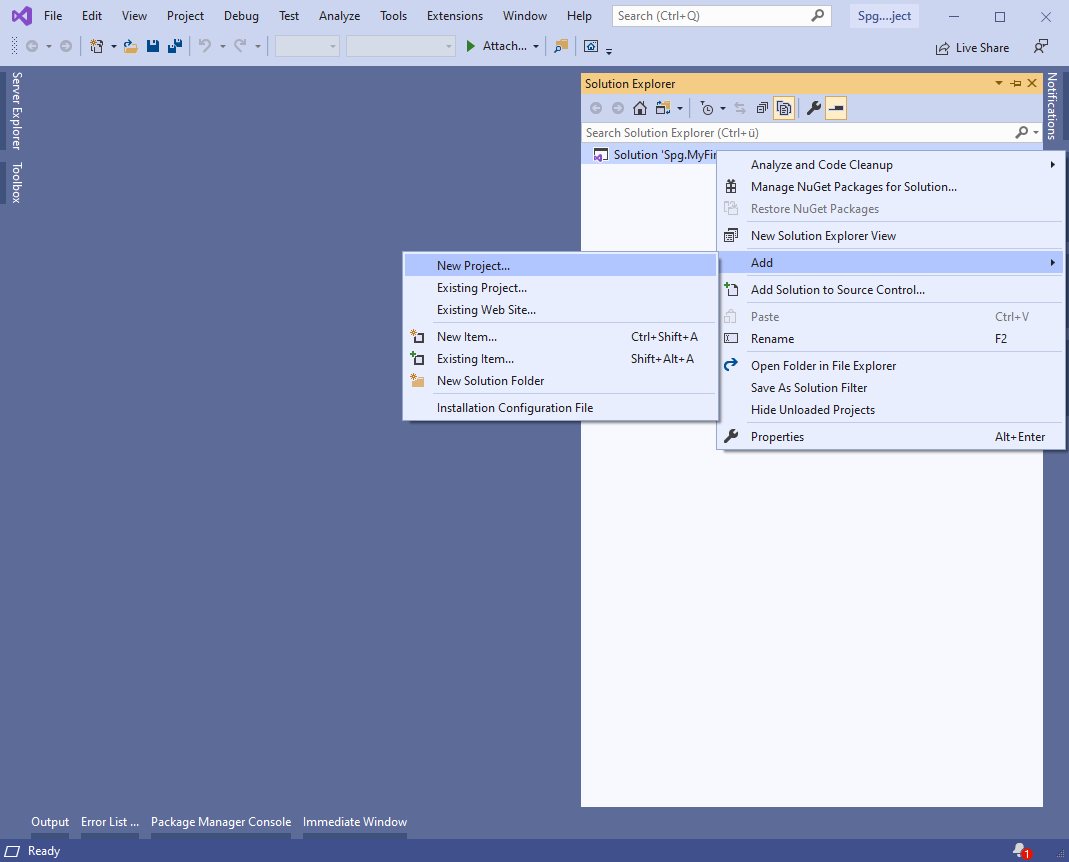 File Edit View Project Debug Test Analyze Tools Extensions Window Help Search (Ctrl+Q) Spg....ject
Attach... Live Share
Server Explorer
Toolbox
Solution Explorer
Notifications
Search Solution Explorer (Ctrl+ü)
Solution 'Spg.MyFir
Analyze and Code Cleanup
Manage NuGet Packages for Solution...
Restore NuGet Packages
New Solution Explorer View
Add
Add Solution to Source Control...
Paste Ctrl+V
Rename F2
Open Folder in File Explorer
Save As Solution Filter
Hide Unloaded Projects
Properties Alt+Enter
New Project...
Existing Project...
Existing Web Site...
New Item... Ctrl+Shift+A
Existing Item... Shift+Alt+A
New Solution Folder
Installation Configuration File
Output Error List ... Package Manager Console Immediate Window
Ready 1